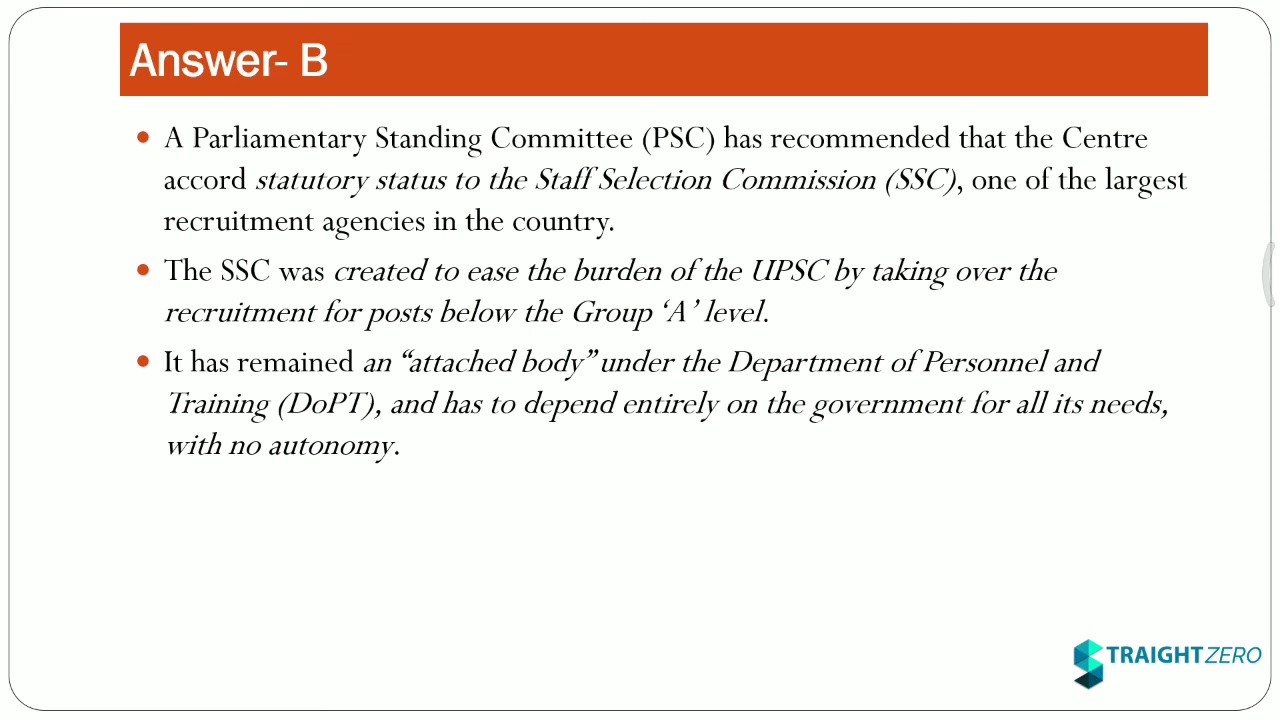 Answer- B
A Parliamentary Standing Committee (PSC) has recommended that the Centre
accord statutory status to the Staff Selection Commission (SSC), one of the largest
recruitment agencies in the country.
The SSC was created to ease the burden of the UPSC by taking over the
recruitment for posts below the Group ‘A’ level.
It has remained an “attached body” under the Department of Personnel and
Training (DoPT), and has to depend entirely on the government for all its needs,
with no autonomy.
STRAIGHTZERO